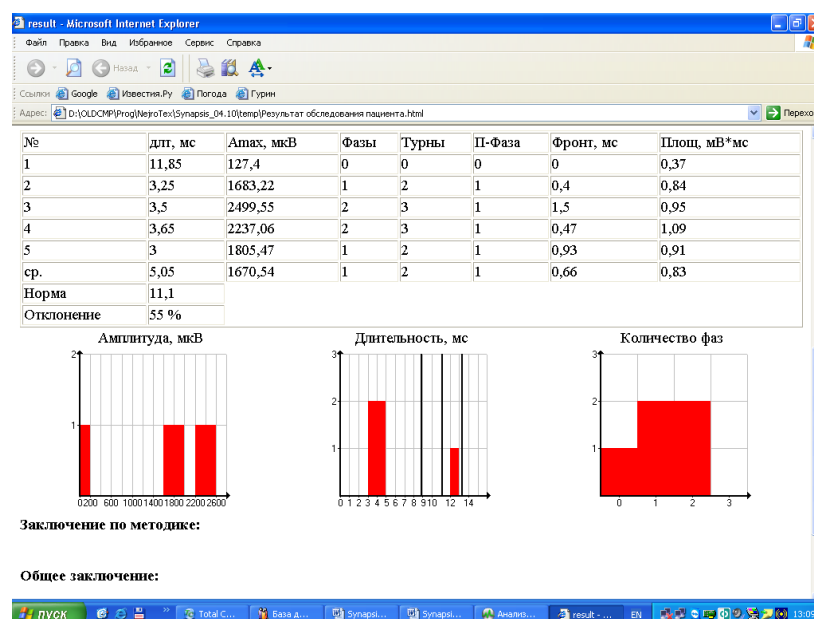 result - Microsoft Internet Explorer
Файл Правка Вид Избранное Сервис Справка
Назад
Ссылки Google Известия.Ру Погода Гурин
Адрес: D:\OLDCMP\Prog\NejroTex\Synapsis_04.10\temp\Результат обследования пациента.html Перехо
№ длт, мс Amax, мкВ Фазы Турны П-Фаза Фронт, мс Площ, мВ*мс
1 11,85 127,4 0 0 0 0 0,37
2 3,25 1683,22 1 2 1 0,4 0,84
3 3,5 2499,55 2 3 1 1,5 0,95
4 3,65 2237,06 2 3 1 0,47 1,09
5 3 1805,47 1 2 1 0,93 0,91
ср. 5,05 1670,54 1 2 1 0,66 0,83
Норма 11,1
Отклонение 55 %
Амплитуда, мкВ Длительность, мс Количество фаз
2 3 3
2 2
1 1 1
0 200 600 1000 1400 1800 2200 2600 0 1 2 3 4 5 6 7 8 9 10 12 14 0 1 2 3
Заключение по методике:
Общее заключение:
пуск Total C... База д... Synapsi... Synapsi... Анализ... result - ... EN 13:09